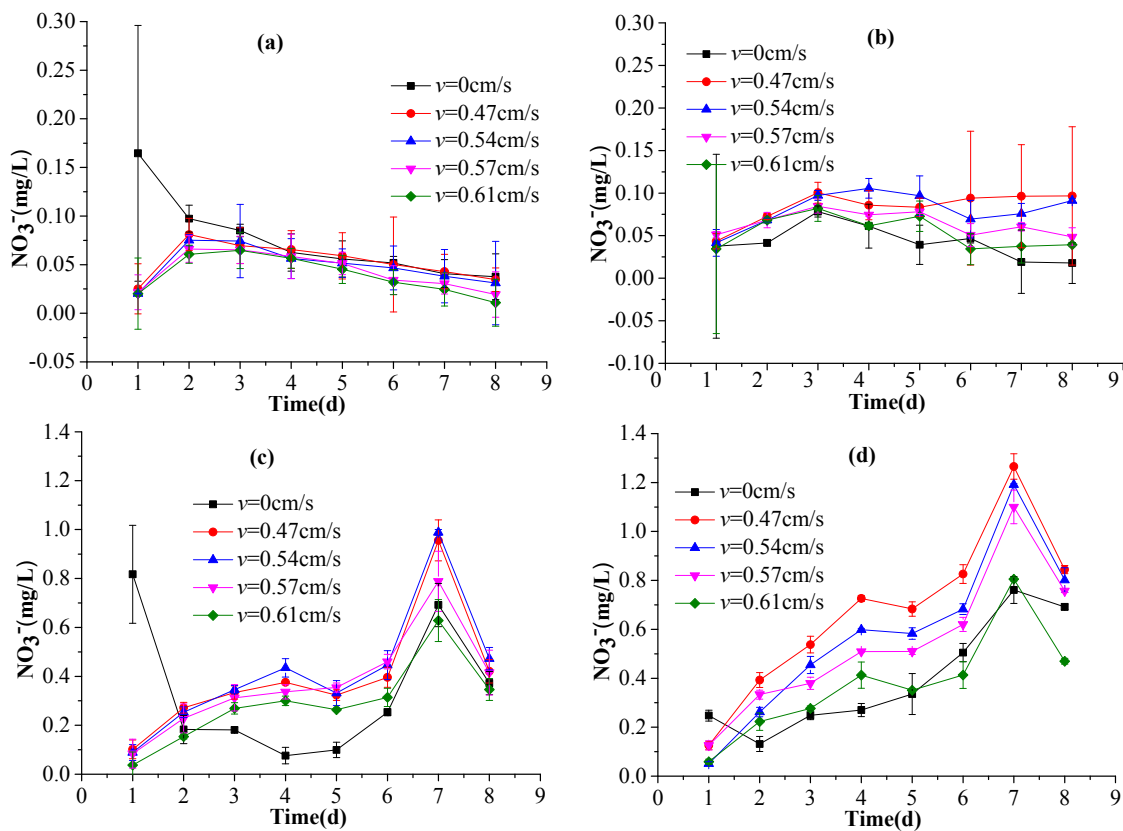 (a)
NO3-(mg/L)
0.30
0.25
0.20
0.15
0.10
0.05
0.00
-0.05
v=0cm/s
v=0.47cm/s
v=0.54cm/s
v=0.57cm/s
v=0.61cm/s
0 1 2 3 4 5 6 7 8 9
Time(d)
(b)
NO3-(mg/L)
0.30
0.25
0.20
0.15
0.10
0.05
0.00
-0.05
-0.10
v=0cm/s
v=0.47cm/s
v=0.54cm/s
v=0.57cm/s
v=0.61cm/s
0 1 2 3 4 5 6 7 8 9
Time(d)
(c)
NO3-(mg/L)
1.4
1.2
1.0
0.8
0.6
0.4
0.2
0.0
v=0cm/s
v=0.47cm/s
v=0.54cm/s
v=0.57cm/s
v=0.61cm/s
0 1 2 3 4 5 6 7 8 9
Time(d)
(d)
NO3-(mg/L)
1.4
1.2
1.0
0.8
0.6
0.4
0.2
0.0
v=0cm/s
v=0.47cm/s
v=0.54cm/s
v=0.57cm/s
v=0.61cm/s
0 1 2 3 4 5 6 7 8 9
Time(d)